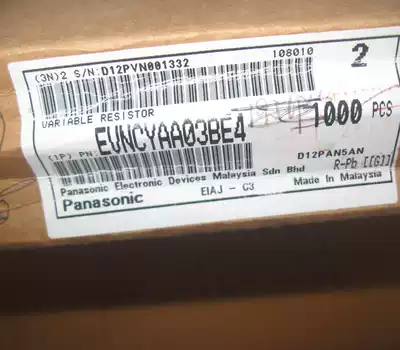 (3N)2 S/N:D12PVN001332
108010 2
VARIABLE RESISTOR
(1P) PN: EVNCYAA03BE4 1000 PCS
D12PAN5AN
Panasonic Electronic Devices Malaysia Sdn Bhd R-Pb [[G]]
Panasonic EIAJ - C3 Made In Malaysia